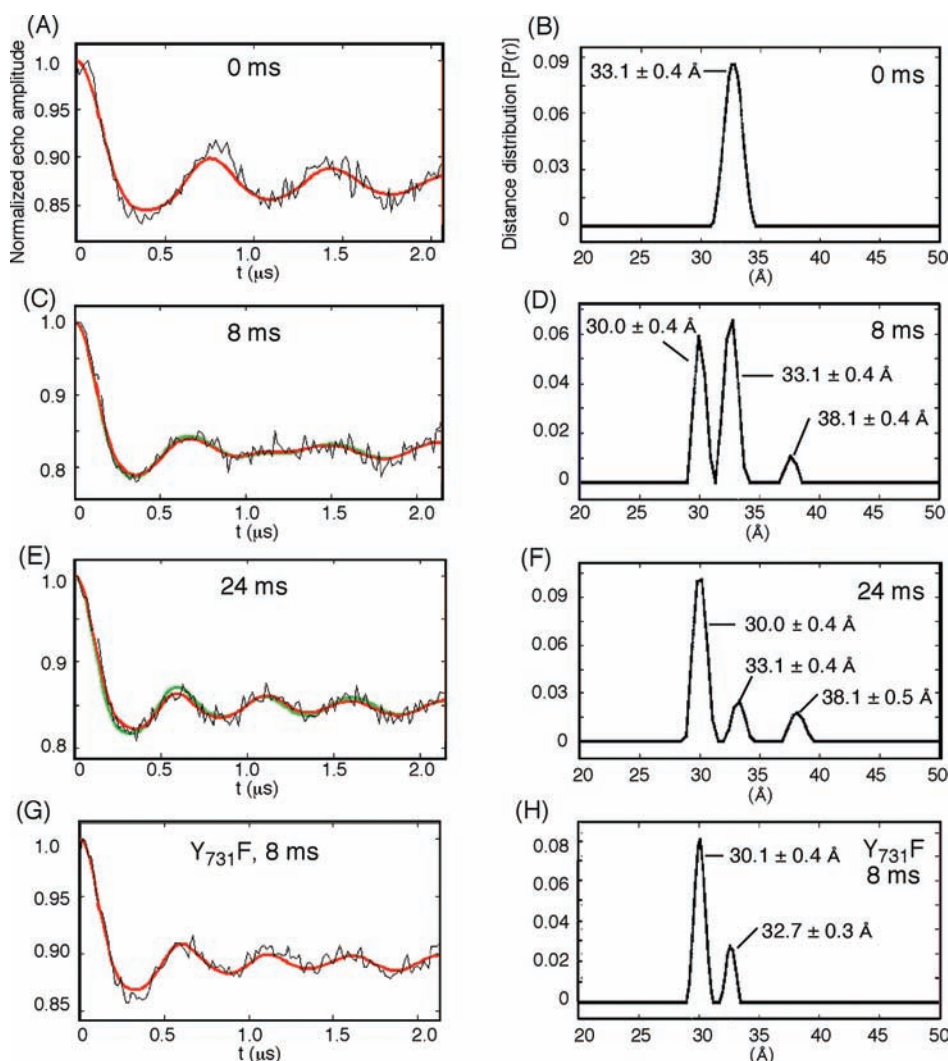 (A)
Normalized echo amplitude
0 ms
1.0
0.95
0.90
0.85
0 0.5 1.0 1.5 2.0
t (μs)
(B)
Distance distribution [P(r)]
33.1 ± 0.4 Å
0 ms
0.09
0.03
0
20 25 30 35 40 45 50
(Å)
(C)
8 ms
1.0
0.9
0.8
0 0.5 1.0 1.5 2.0
t (μs)
(D)
30.0 ± 0.4 Å
8 ms
33.1 ± 0.4 Å
38.1 ± 0.4 Å
0.06
0.04
0.02
0
20 25 30 35 40 45 50
(Å)
(E)
24 ms
1.0
0.9
0.8
0 0.5 1.0 1.5 2.0
t (μs)
(F)
24 ms
30.0 ± 0.4 Å
33.1 ± 0.4 Å
38.1 ± 0.5 Å
0.09
0.06
0.03
0
20 25 30 35 40 45 50
(Å)
(G)
Y731F, 8 ms
1.0
0.95
0.90
0.85
0 0.5 1.0 1.5 2.0
t (μs)
(H)
Y731F
8 ms
30.1 ± 0.4 Å
32.7 ± 0.3 Å
0.08
0.06
0.04
0.02
0
20 25 30 35 40 45 50
(Å)